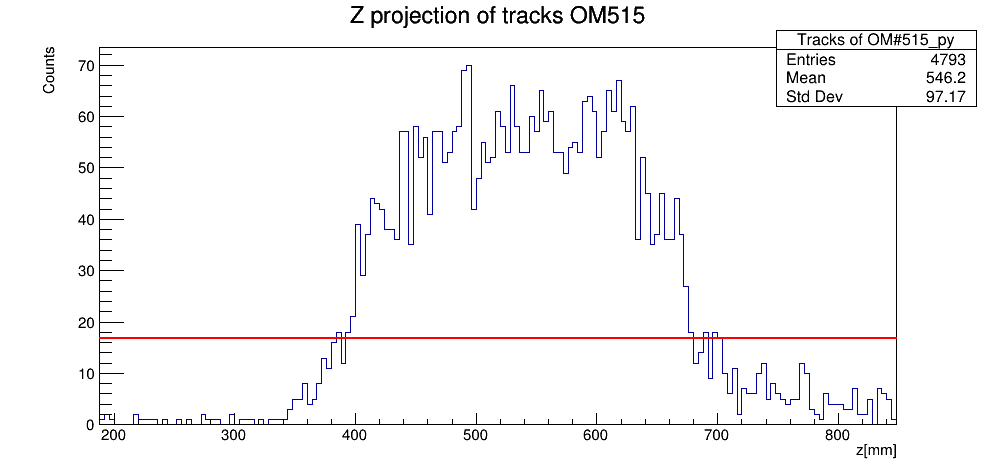 Z projection of tracks OM515
Tracks of OM#515_py
Entries 4793
Mean 546.2
Std Dev 97.17
Counts
70
60
50
40
30
20
10
0
200 300 400 500 600 700 800
z[mm]